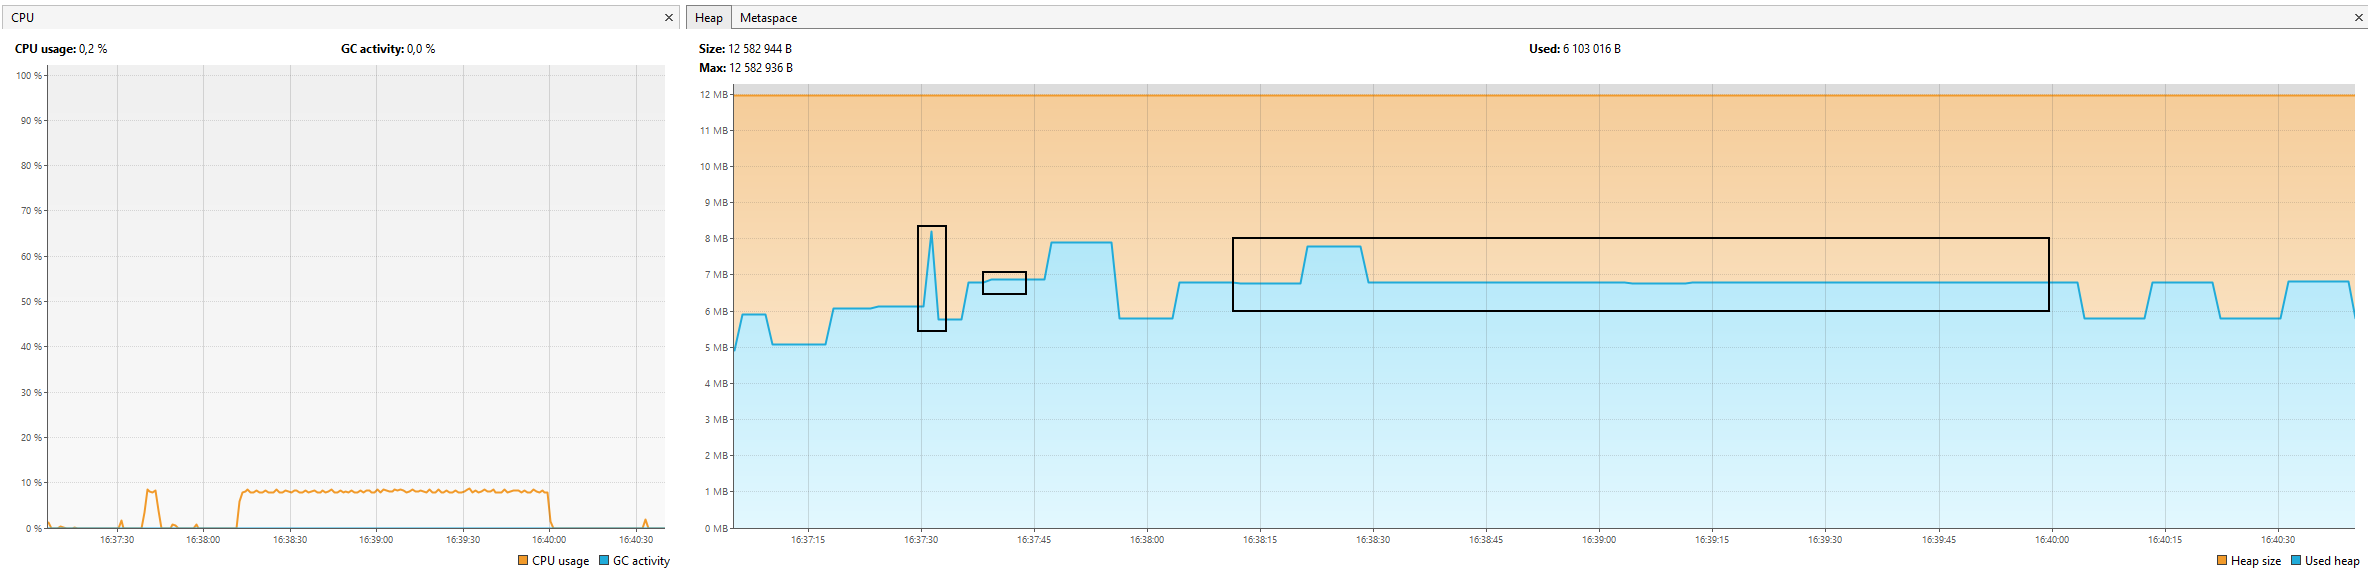 CPU
CPU usage: 0,2 %
GC activity: 0,0 %
100 %
90 %
80 %
70 %
60 %
50 %
40 %
30 %
20 %
10 %
0 %
16:37:30 16:38:00 16:38:30 16:39:00 16:39:30 16:40:00 16:40:30
CPU usage GC activity
Heap Metaspace
Size: 12 582 944 B
Used: 6 103 016 B
Max: 12 582 936 B
12 MB
11 MB
10 MB
9 MB
8 MB
7 MB
6 MB
5 MB
4 MB
3 MB
2 MB
1 MB
0 MB
16:37:15 16:37:30 16:37:45 16:38:00 16:38:15 16:38:30 16:38:45 16:39:00 16:39:15 16:39:30 16:39:45 16:40:00 16:40:15 16:40:30
Heap size Used heap